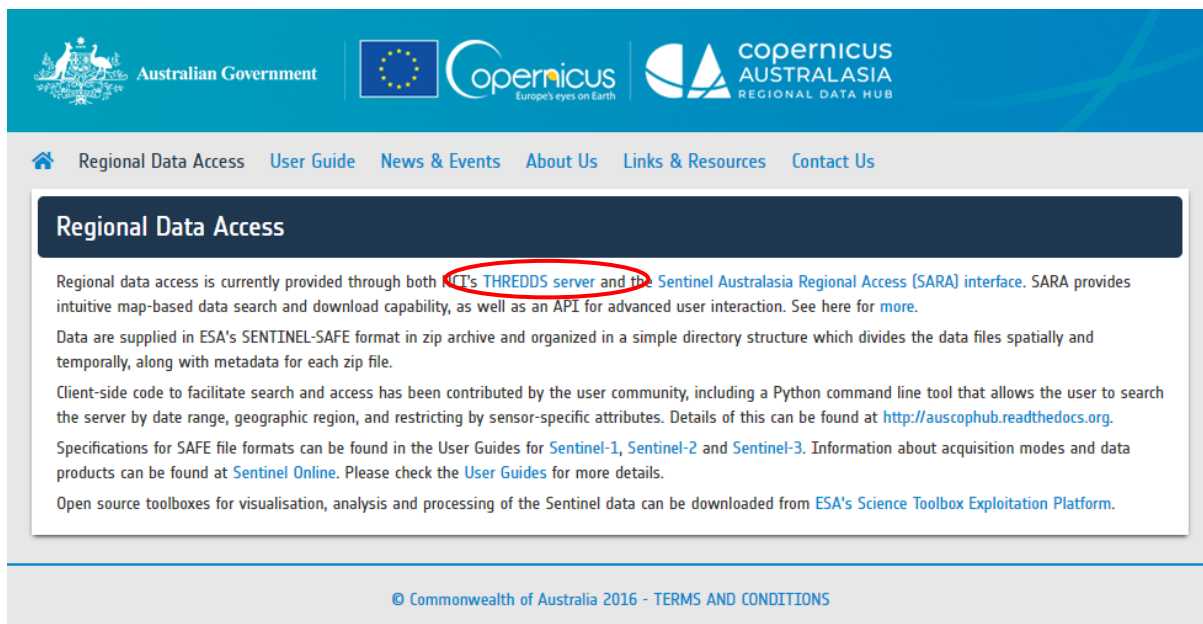 Australian Government
Copernicus
Europe's eyes on Earth
COPERNICUS
AUSTRALASIA
REGIONAL DATA HUB
Regional Data Access User Guide News & Events About Us Links & Resources Contact Us
Regional Data Access
Regional data access is currently provided through both NCI's THREDDS server and the Sentinel Australasia Regional Access (SARA) interface. SARA provides
intuitive map-based data search and download capability, as well as an API for advanced user interaction. See here for more.
Data are supplied in ESA's SENTINEL-SAFE format in zip archive and organized in a simple directory structure which divides the data files spatially and
temporally, along with metadata for each zip file.
Client-side code to facilitate search and access has been contributed by the user community, including a Python command line tool that allows the user to search
the server by date range, geographic region, and restricting by sensor-specific attributes. Details of this can be found at http://auscophub.readthedocs.org.
Specifications for SAFE file formats can be found in the User Guides for Sentinel-1, Sentinel-2 and Sentinel-3. Information about acquisition modes and data
products can be found at Sentinel Online. Please check the User Guides for more details.
Open source toolboxes for visualisation, analysis and processing of the Sentinel data can be downloaded from ESA's Science Toolbox Exploitation Platform.
© Commonwealth of Australia 2016 - TERMS AND CONDITIONS